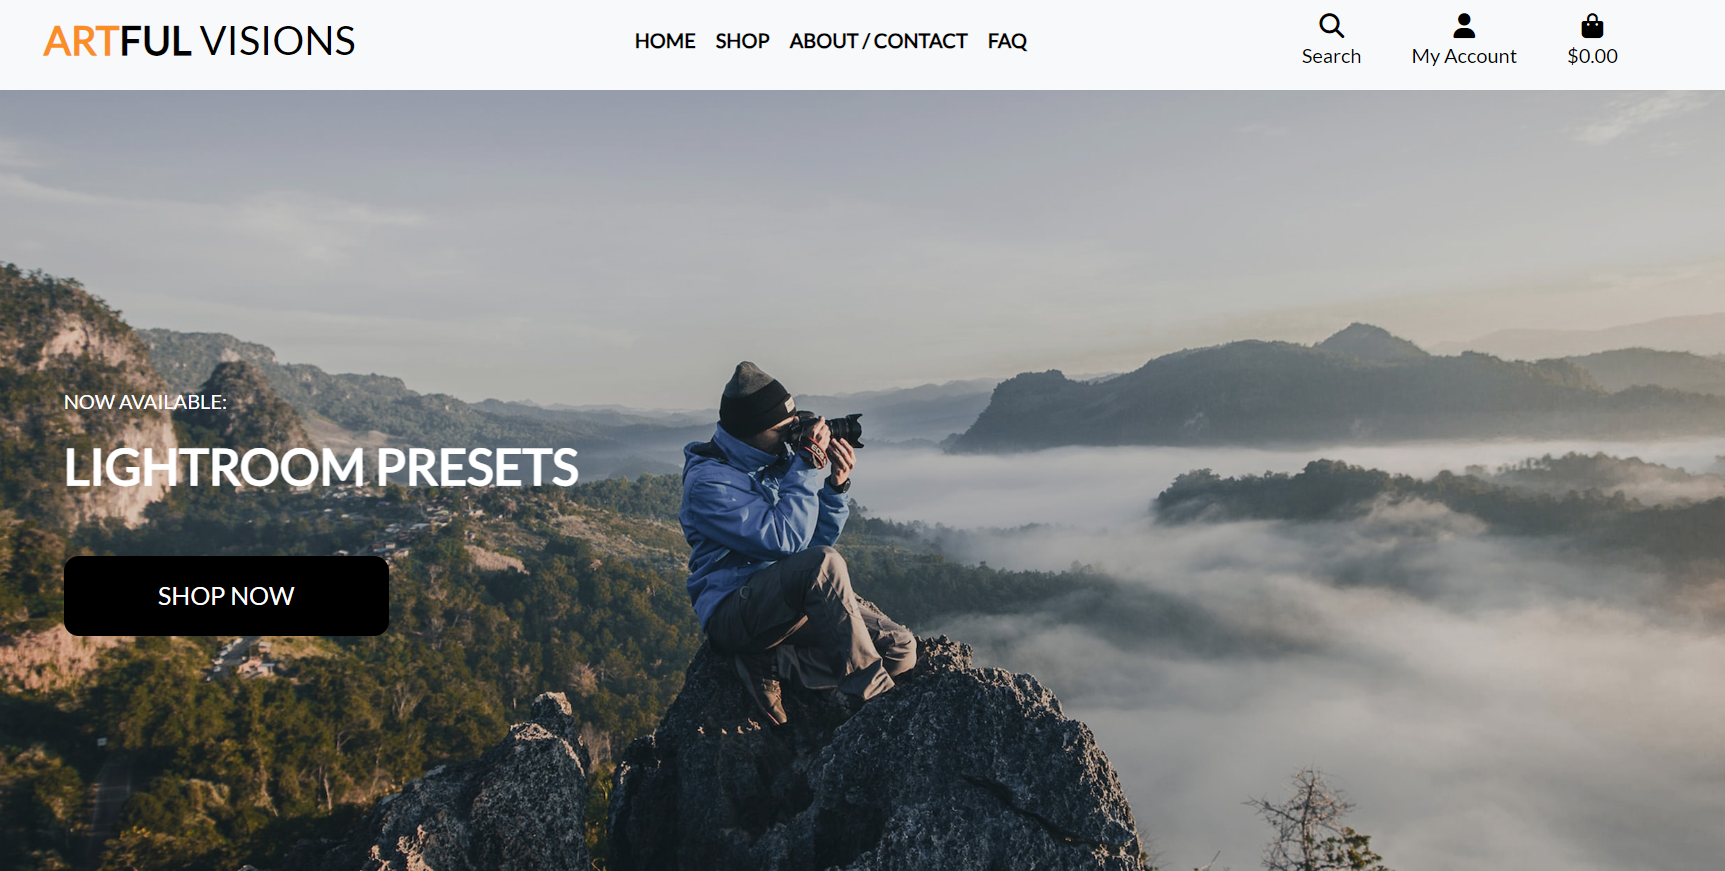 ARTFUL VISIONS
HOME SHOP ABOUT / CONTACT FAQ
Search My Account $0.00
NOW AVAILABLE:
LIGHTROOM PRESETS
SHOP NOW